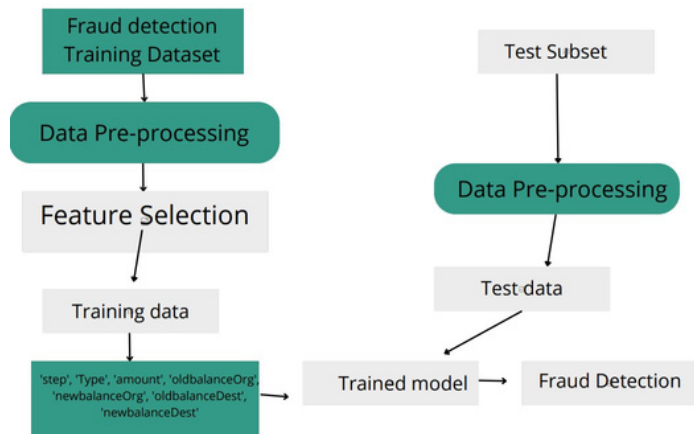 Fraud detection
Training Dataset
Data Pre-processing
Feature Selection
Training data
'step', 'Type', 'amount', 'oldbalanceOrg',
'newbalanceOrg', 'oldbalanceDest',
'newbalanceDest'
Test Subset
Data Pre-processing
Test data
Trained model
Fraud Detection